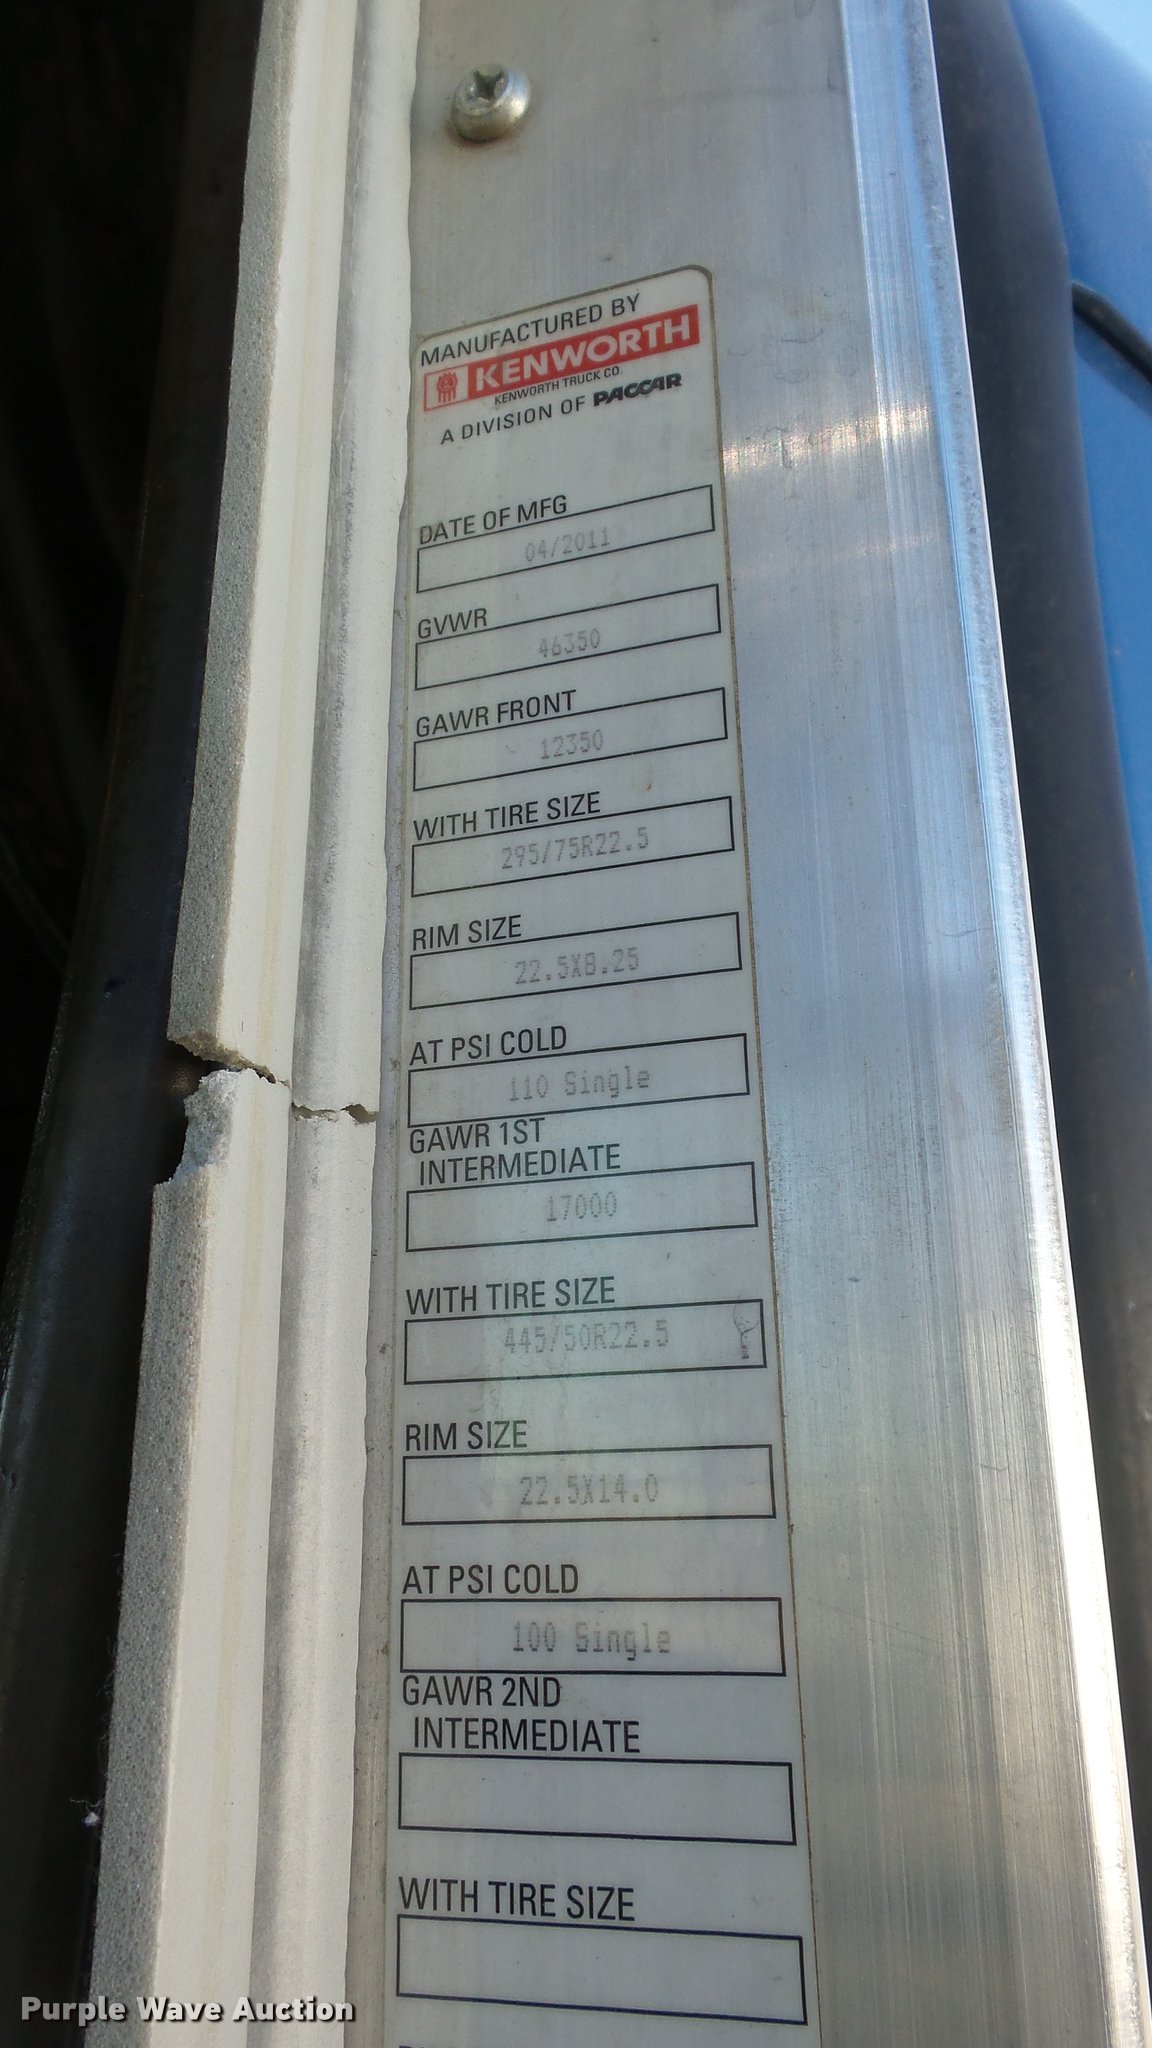 MANUFACTURED BY
KENWORTH
KENWORTH TRUCK CO.
A DIVISION OF PACCAR
DATE OF MFG
04/2011
GVWR
46350
GAWR FRONT
12350
WITH TIRE SIZE
295/75R22.5
RIM SIZE
22.5X8.25
AT PSI COLD
110 Single
GAWR 1ST
INTERMEDIATE
17000
WITH TIRE SIZE
445/50R22.5
RIM SIZE
22.5X14.0
AT PSI COLD
100 Single
GAWR 2ND
INTERMEDIATE
WITH TIRE SIZE
Purple Wave Auction